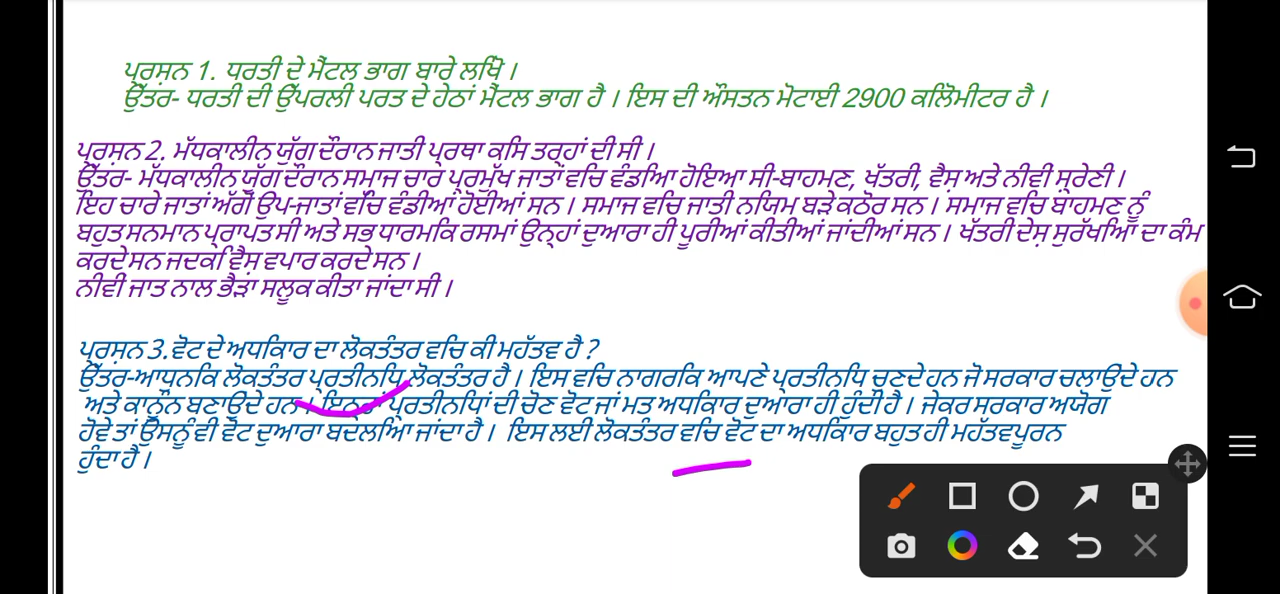 ਪ੍ਰਸ਼ਨ 1. ਧਰਤੀ ਦੇ ਮੈਂਟਲ ਭਾਗ ਬਾਰੇ ਲਿਖੋ ।
ਉੱਤਰ- ਧਰਤੀ ਦੀ ਉੱਪਰਲੀ ਪਰਤ ਦੇ ਹੇਠਾਂ ਮੈਂਟਲ ਭਾਗ ਹੈ । ਇਸ ਦੀ ਔਸਤਨ ਮੋਟਾਈ 2900 ਕਿਲੋਮੀਟਰ ਹੈ ।
ਪ੍ਰਸ਼ਨ 2. ਮੱਧਕਾਲੀਨ ਯੁੱਗ ਦੌਰਾਨ ਜਾਤੀ ਪ੍ਰਥਾ ਕਿਸ ਤਰ੍ਹਾਂ ਦੀ ਸੀ ।
ਉੱਤਰ- ਮੱਧਕਾਲੀਨ ਯੁੱਗ ਦੌਰਾਨ ਸਮਾਜ ਚਾਰ ਪ੍ਰਮੁੱਖ ਜਾਤਾਂ ਵਿਚ ਵੰਡਿਆ ਹੋਇਆ ਸੀ-ਬਾਹਮਣ, ਖੱਤਰੀ, ਵੈਸ਼ ਅਤੇ ਨੀਵੀ ਸ਼੍ਰੇਣੀ ।
ਇਹ ਚਾਰੇ ਜਾਤਾਂ ਅੱਗੋਂ ਉਪ-ਜਾਤਾਂ ਵਿੱਚ ਵੰਡੀਆਂ ਹੋਈਆਂ ਸਨ । ਸਮਾਜ ਵਿਚ ਜਾਤੀ ਨਿਯਮ ਬੜੇ ਕਠੋਰ ਸਨ । ਸਮਾਜ ਵਿਚ ਬਾਹਮਣ ਨੂੰ
ਬਹੁਤ ਸਨਮਾਨ ਪ੍ਰਾਪਤ ਸੀ ਅਤੇ ਸਭ ਧਾਰਮਿਕ ਰਸਮਾਂ ਉਨ੍ਹਾਂ ਦੁਆਰਾ ਹੀ ਪੂਰੀਆਂ ਕੀਤੀਆਂ ਜਾਂਦੀਆਂ ਸਨ । ਖੱਤਰੀ ਦੇਸ਼ ਸੁਰੱਖਿਆ ਦਾ ਕੰਮ
ਕਰਦੇ ਸਨ ਜਦਕਿ ਵੈਸ਼ ਵਪਾਰ ਕਰਦੇ ਸਨ ।
ਨੀਵੀ ਜਾਤ ਨਾਲ ਭੈੜਾ ਸਲੂਕ ਕੀਤਾ ਜਾਂਦਾ ਸੀ ।
ਪ੍ਰਸ਼ਨ 3.ਵੋਟ ਦੇ ਅਧਿਕਾਰ ਦਾ ਲੋਕਤੰਤਰ ਵਿਚ ਕੀ ਮਹੱਤਵ ਹੈ ?
ਉੱਤਰ-ਆਧੁਨਿਕ ਲੋਕਤੰਤਰ ਪ੍ਰਤੀਨਿਧ ਲੋਕਤੰਤਰ ਹੈ । ਇਸ ਵਿਚ ਨਾਗਰਿਕ ਆਪਣੇ ਪ੍ਰਤੀਨਿਧ ਚੁਣਦੇ ਹਨ ਜੋ ਸਰਕਾਰ ਚਲਾਉਂਦੇ ਹਨ
ਅਤੇ ਕਾਨੂੰਨ ਬਣਾਉਂਦੇ ਹਨ । ਇਨ੍ਹਾਂ ਪ੍ਰਤੀਨਿਧਾਂ ਦੀ ਚੋਣ ਵੋਟ ਜਾਂ ਮਤ ਅਧਿਕਾਰ ਦੁਆਰਾ ਹੀ ਹੁੰਦੀ ਹੈ । ਜੇਕਰ ਸਰਕਾਰ ਅਯੋਗ
ਹੋਵੇ ਤਾਂ ਉਸਨੂੰ ਵੀ ਵੋਟ ਦੁਆਰਾ ਬਦਲਿਆ ਜਾਂਦਾ ਹੈ । ਇਸ ਲਈ ਲੋਕਤੰਤਰ ਵਿਚ ਵੋਟ ਦਾ ਅਧਿਕਾਰ ਬਹੁਤ ਹੀ ਮਹੱਤਵਪੂਰਨ
ਹੁੰਦਾ ਹੈ ।